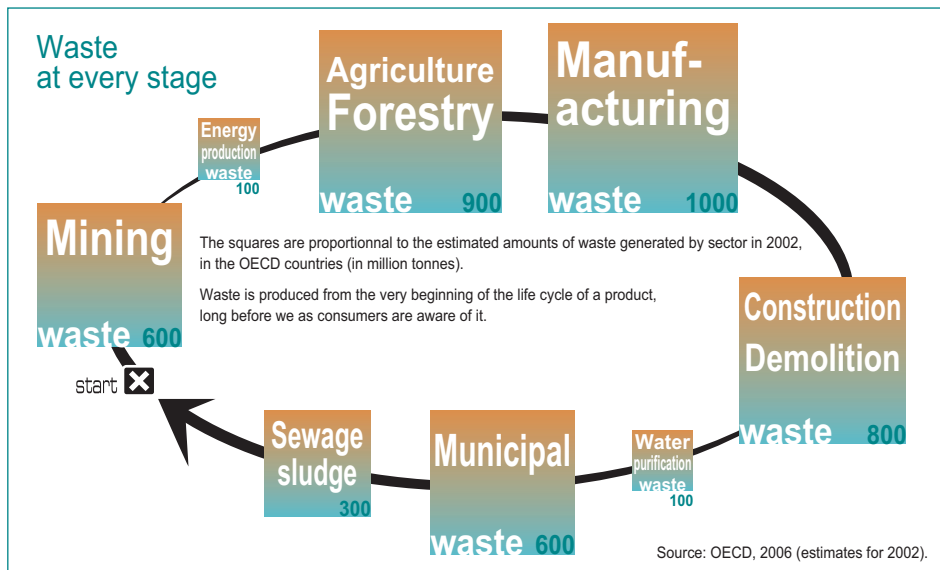 Waste
at every stage
Mining
waste 600
Energy
production
waste
100
Agriculture
Forestry
waste 900
Manuf-
acturing
waste 1000
The squares are proportionnal to the estimated amounts of waste generated by sector in 2002,
in the OECD countries (in million tonnes).
Waste is produced from the very beginning of the life cycle of a product,
long before we as consumers are aware of it.
Construction
Demolition
waste 800
Water
purification
waste
100
Municipal
waste 600
Sewage
sludge
300
start
Source: OECD, 2006 (estimates for 2002).